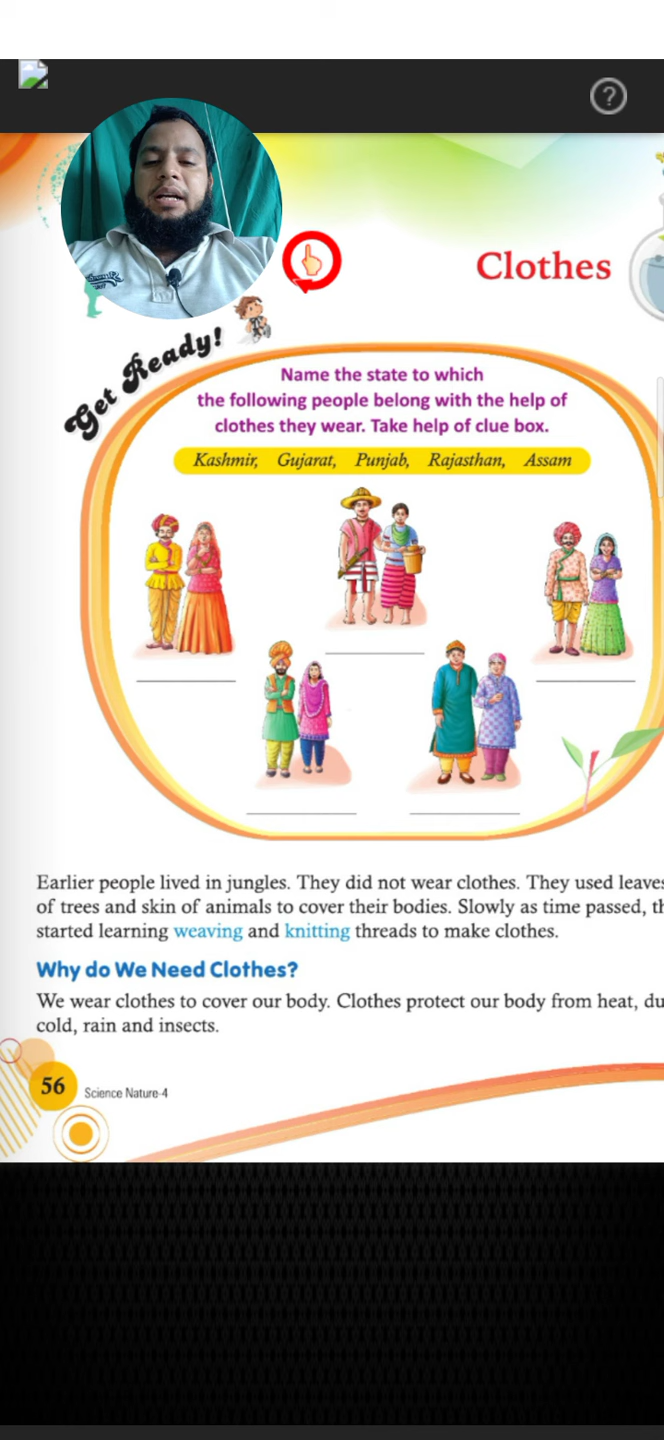 Clothes
Get Ready!
Name the state to which
the following people belong with the help of
clothes they wear. Take help of clue box.
Kashmir, Gujarat, Punjab, Rajasthan, Assam
Earlier people lived in jungles. They did not wear clothes. They used leaves
of trees and skin of animals to cover their bodies. Slowly as time passed,
started learning weaving and knitting threads to make clothes.
Why do We Need Clothes?
We wear clothes to cover our body. Clothes protect our body from heat,
cold, rain and insects.
56
Science Nature-4